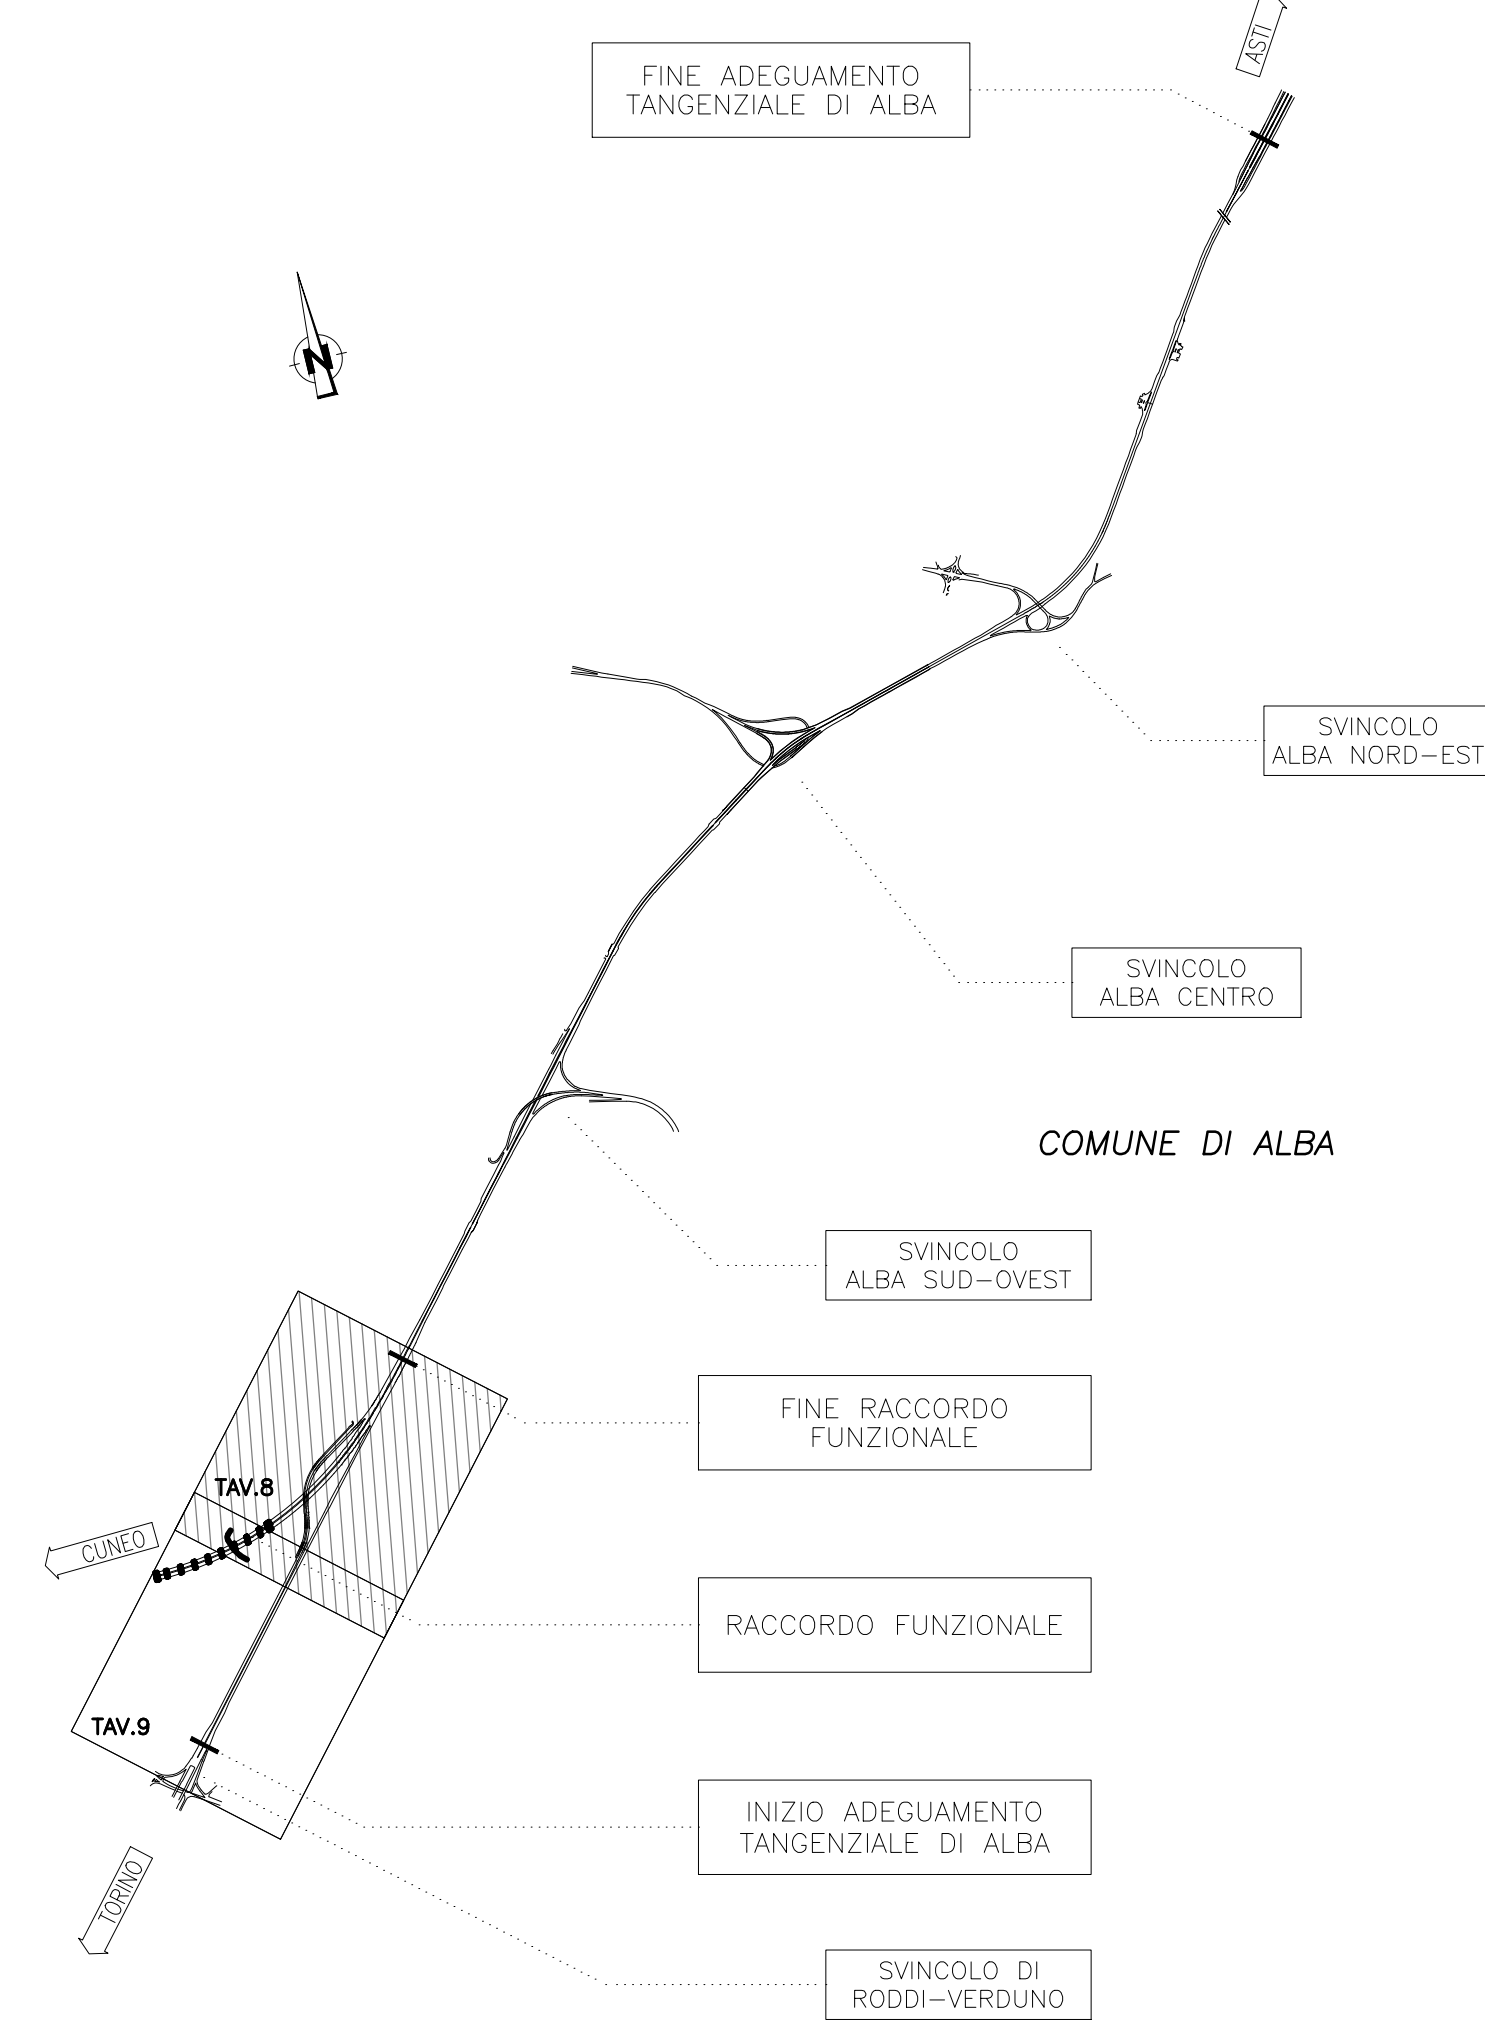 ASTI
FINE ADEGUAMENTO
TANGENZIALE DI ALBA
N
SVINCOLO
ALBA NORD-EST
SVINCOLO
ALBA CENTRO
COMUNE DI ALBA
SVINCOLO
ALBA SUD-OVEST
FINE RACCORDO
FUNZIONALE
TAV.8
CUNEO
RACCORDO FUNZIONALE
TAV.9
INIZIO ADEGUAMENTO
TANGENZIALE DI ALBA
TORINO
SVINCOLO DI
RODDI-VERDUNO